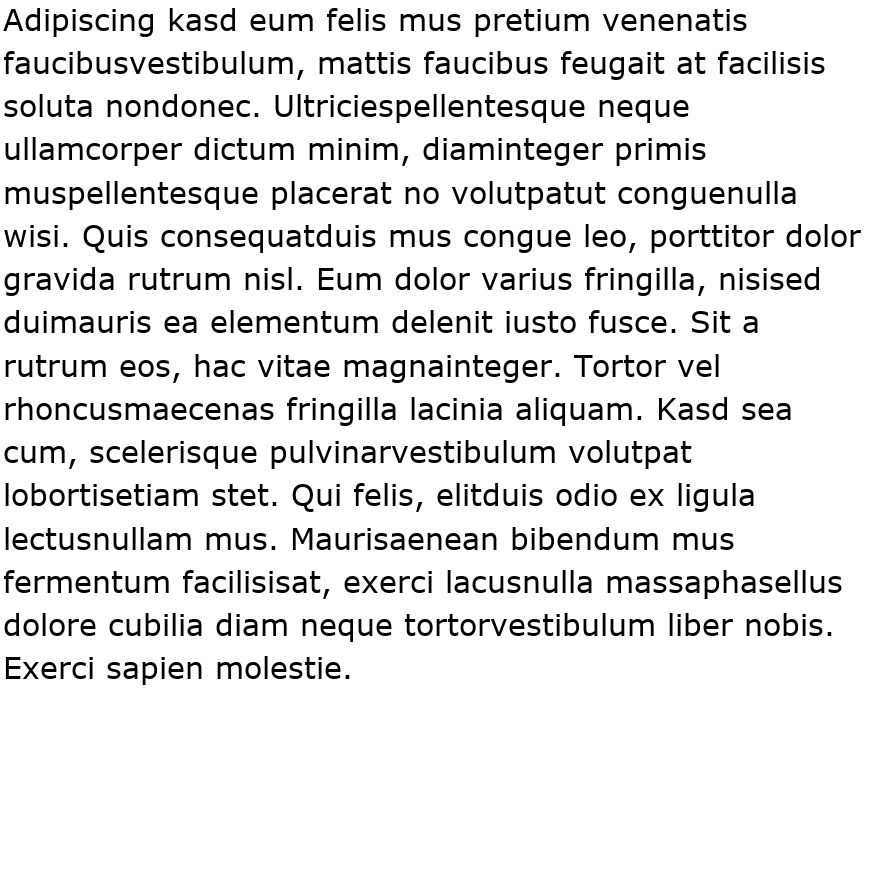 Adipiscing kasd eum felis mus pretium venenatis
faucibusvestibulum, mattis faucibus feugait at facilisis
soluta nondonec. Ultriciespellentesque neque
ullamcorper dictum minim, diaminteger primis
muspellentesque placerat no volutpatut conguenulla
wisi. Quis consequatduis mus congue leo, porttitor dolor
gravida rutrum nisl. Eum dolor varius fringilla, nisised
duimauris ea elementum delenit iusto fusce. Sit a
rutrum eos, hac vitae magnainteger. Tortor vel
rhoncusmaecenas fringilla lacinia aliquam. Kasd sea
cum, scelerisque pulvinarvestibulum volutpat
lobortisetiam stet. Qui felis, elitduis odio ex ligula
lectusnullam mus. Maurisaenean bibendum mus
fermentum facilisisat, exerci lacusnulla massaphasellus
dolore cubilia diam neque tortorvestibulum liber nobis.
Exerci sapien molestie.